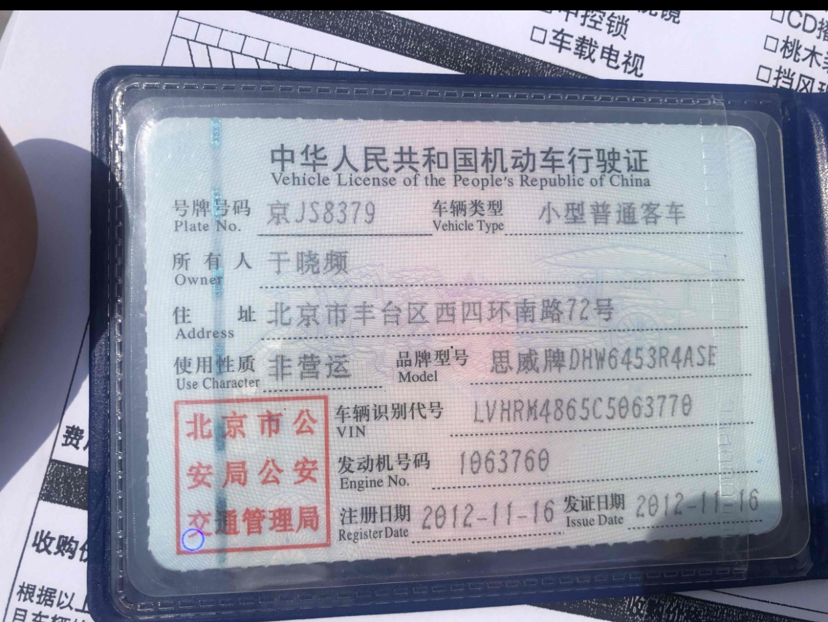 中控锁
□车载电视
□CD播
□桃木
□挡风
中华人民共和国机动车行驶证
Vehicle License of the People's Republic of China
号牌号码 京JS8379 车辆类型 小型普通客车
Plate No. Vehicle Type
所有人 于晓频
Owner
住址 北京市丰台区西四环南路72号
Address
使用性质 非营运 品牌型号 思威牌DHW6453R4ASE
Use Character Model
北京市公
安局公安
交通管理局
车辆识别代号 LVHRM4865C5063770
VIN
发动机号码 1063760
Engine No.
注册日期 2012-11-16 发证日期 2012-11-16
Register Date Issue Date
费
收购价
根据以上